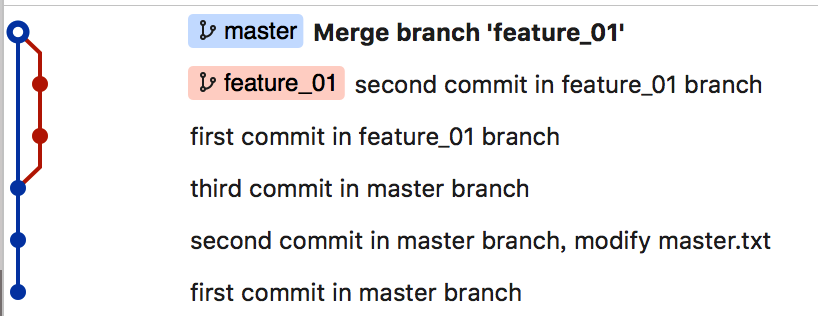 master Merge branch 'feature_01'
feature_01 second commit in feature_01 branch
first commit in feature_01 branch
third commit in master branch
second commit in master branch, modify master.txt
first commit in master branch